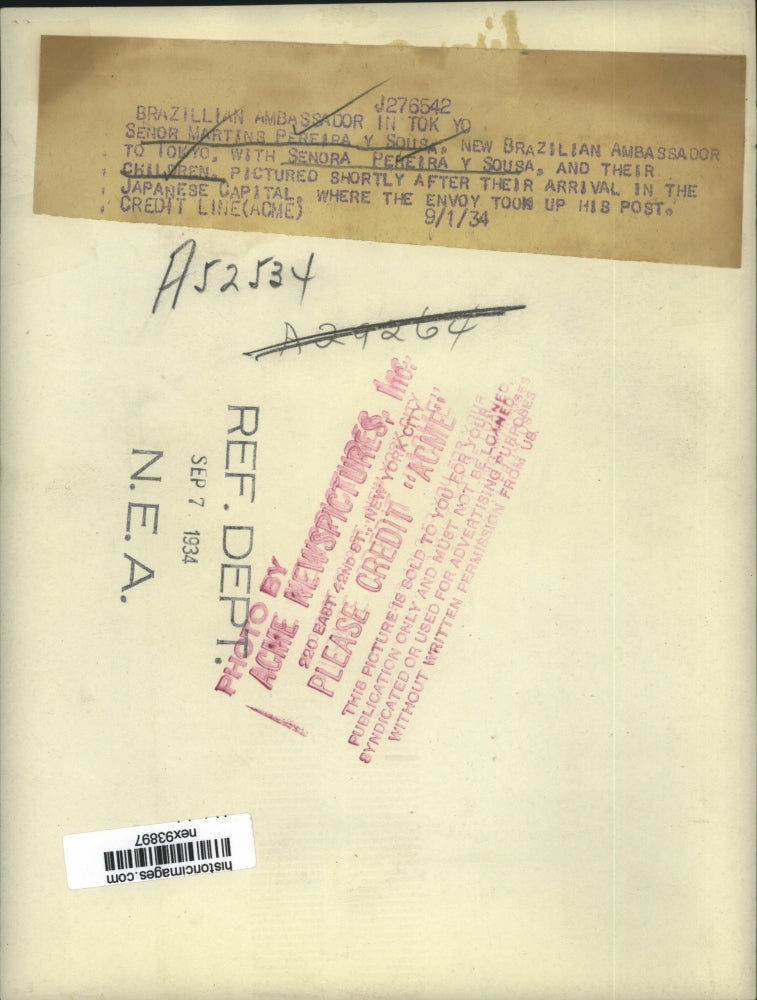 J276542
BRAZILLIAN AMBASSADOR IN TOK YO
SENOR MARTINS PEREIRA Y SOUSA, NEW BRAZILIAN AMBASSADOR
TO TOKYO, WITH SENORA PEREIRA Y SOUSA, AND THEIR
CHILDREN, PICTURED SHORTLY AFTER THEIR ARRIVAL IN THE
JAPANESE CAPITAL, WHERE THE ENVOY TOOK UP HIS POST.
CREDIT LINE(ACME)
9/1/34
A52534
A29264
REF. DEPT.
SEP 7 1934
N.E.A.
PHOTO BY
ACME NEWSPICTURES, Inc.
220 EAST 42ND ST., NEW YORK CITY
PLEASE CREDIT "ACME"
THIS PICTURE IS SOLD TO YOU FOR YOUR
PUBLICATION ONLY AND MUST NOT BE LOANED,
SYNDICATED OR USED FOR ADVERTISING PURPOSES
WITHOUT WRITTEN PERMISSION FROM US
historicimages.com
nex93897